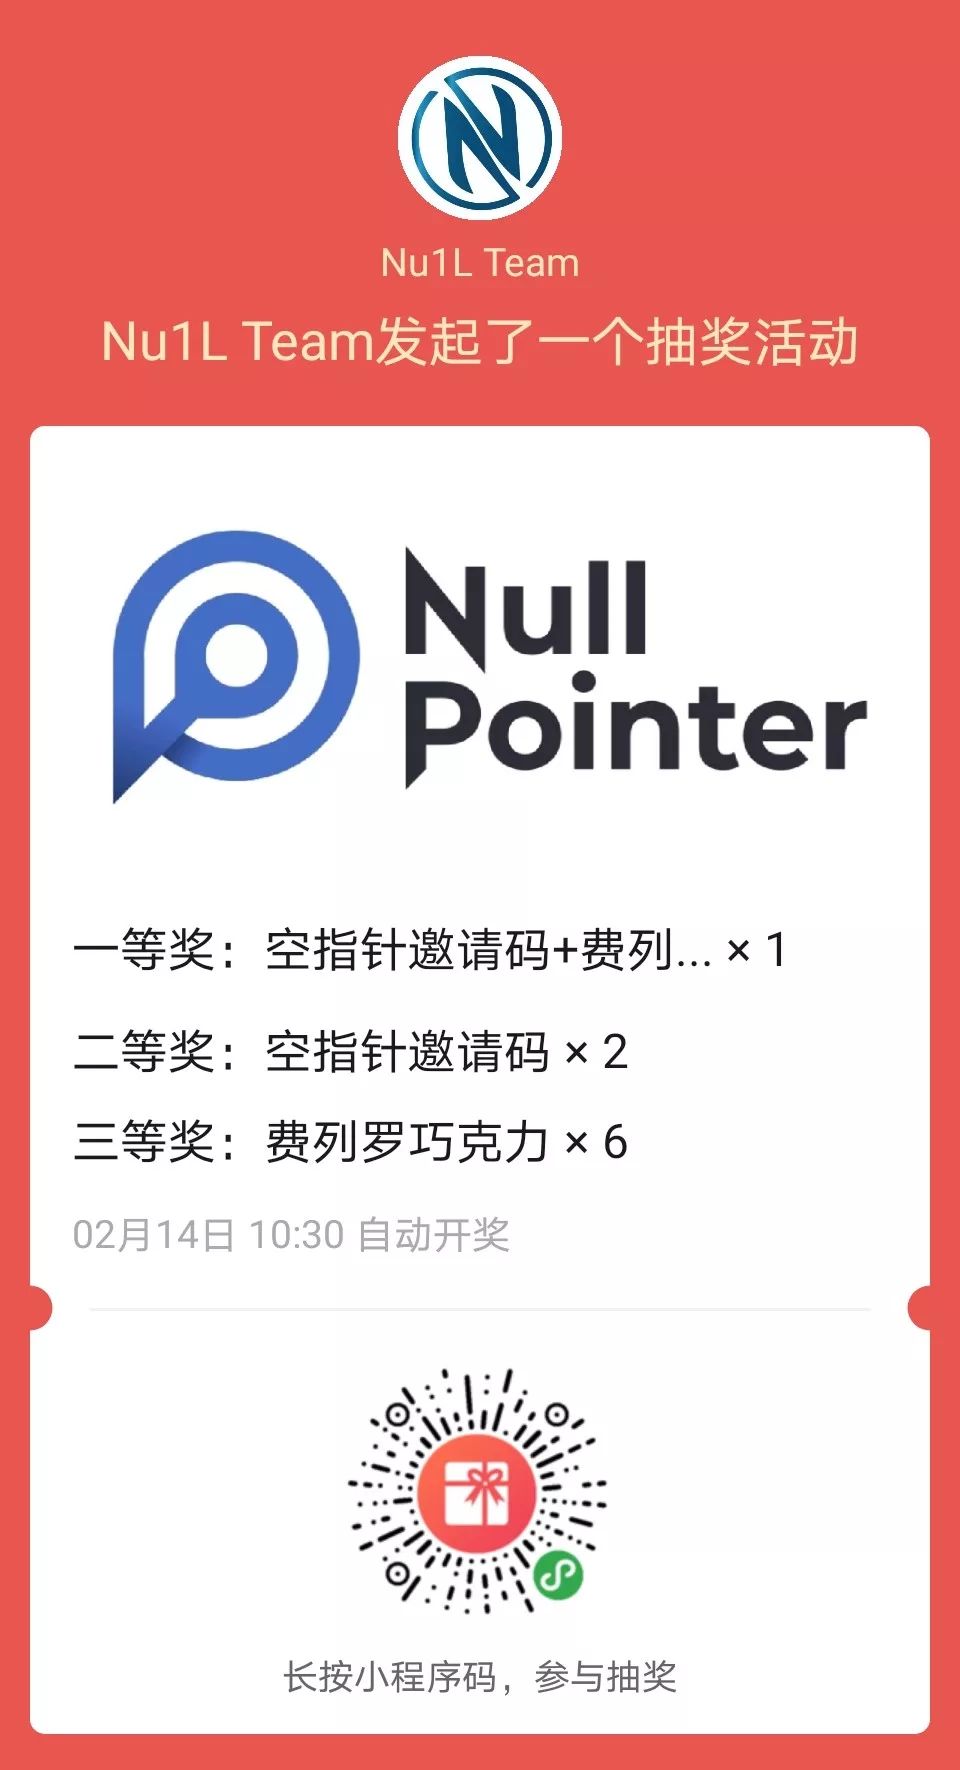 Nu1L Team
Nu1L Team发起了一个抽奖活动
Null
Pointer
一等奖：空指针邀请码+费列... × 1
二等奖：空指针邀请码 × 2
三等奖：费列罗巧克力 × 6
02月14日 10:30 自动开奖
长按小程序码，参与抽奖